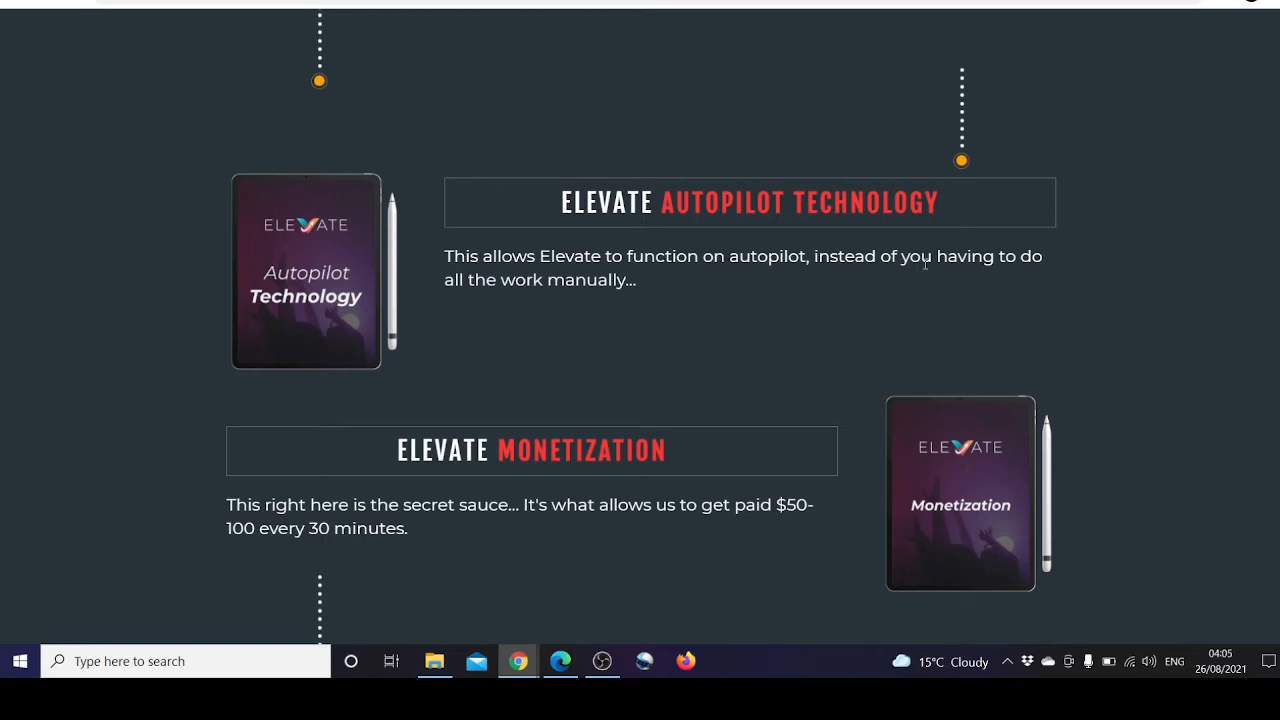 ELEVATE AUTOPILOT TECHNOLOGY
ELEVATE
Autopilot
Technology
This allows Elevate to function on autopilot, instead of you having to do
all the work manually...
ELEVATE MONETIZATION
This right here is the secret sauce... It's what allows us to get paid $50-
100 every 30 minutes.
ELEVATE
Monetization
Type here to search
15°C Cloudy
ENG
04:05
26/08/2021